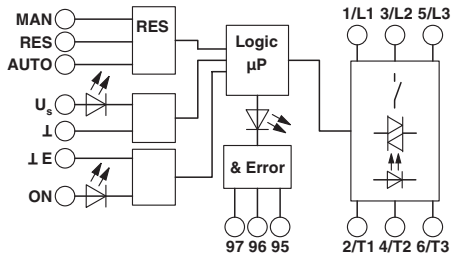 MAN
RES
AUTO
RES
Us
⊥
⊥ E
ON
Logic
µP
& Error
97 96 95
1/L1 3/L2 5/L3
2/T1 4/T2 6/T3